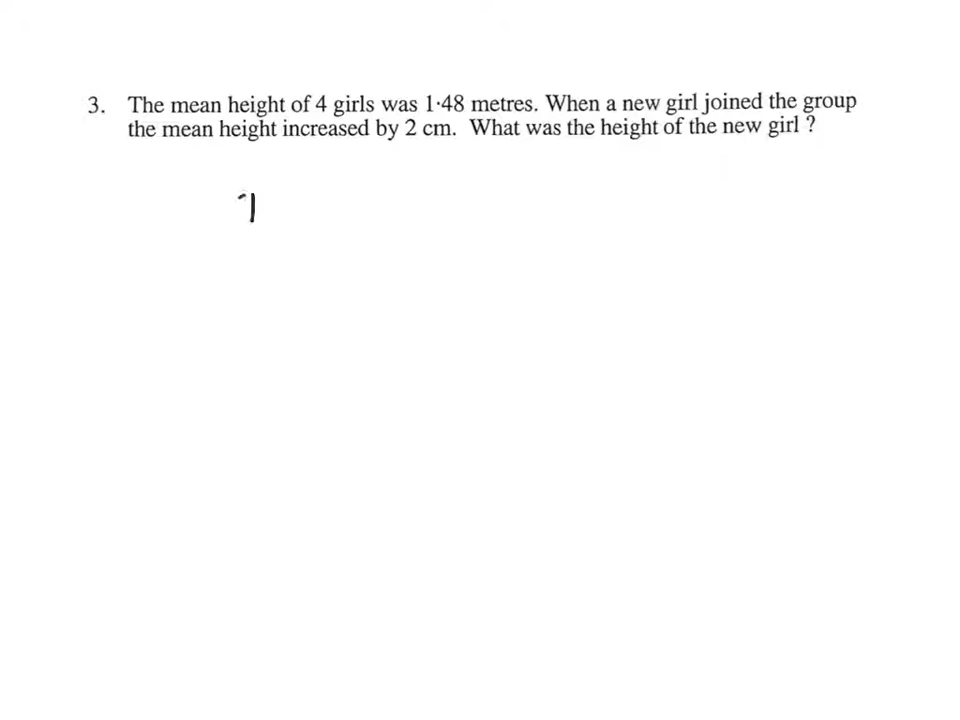 3. The mean height of 4 girls was 1·48 metres. When a new girl joined the group
the mean height increased by 2 cm. What was the height of the new girl ?
1